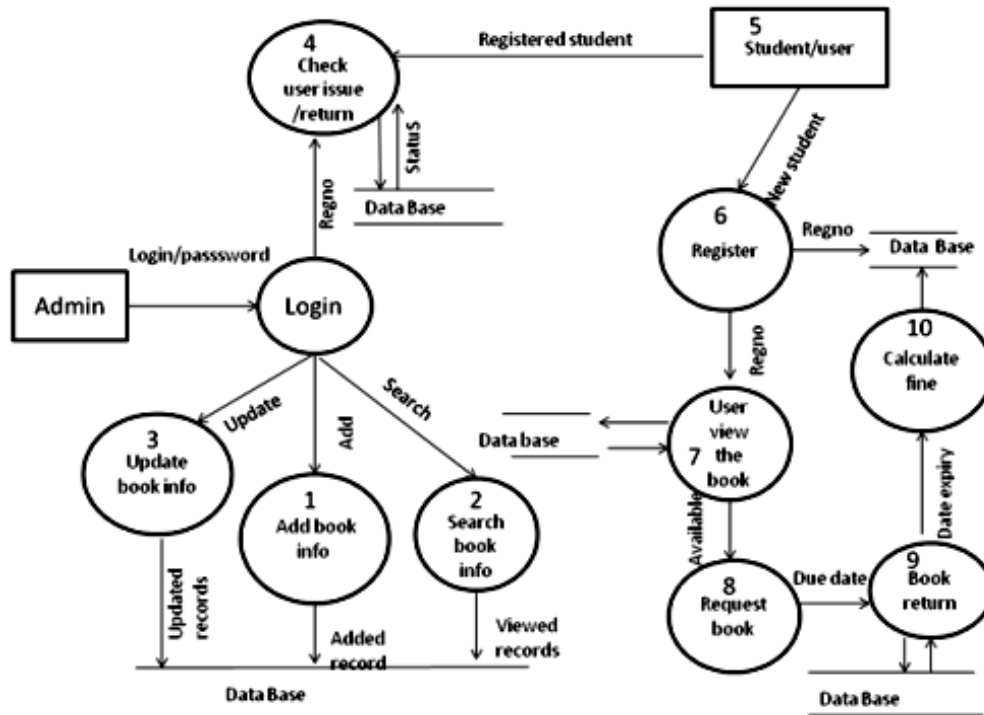 4
Check
user issue
/return
Registered student
5
Student/user
Status
Data Base
Regno
New student
6
Register
Regno
Data Base
Login/passsword
Admin
Login
10
Calculate
fine
Regno
Update
Add
Search
3
Update
book info
1
Add book
info
2
Search
book
info
Data base
7
User
view
the
book
Date expiry
Available
8
Request
book
Due date
9
Book
return
Updated
records
Added
record
Viewed
records
Data Base
Data Base